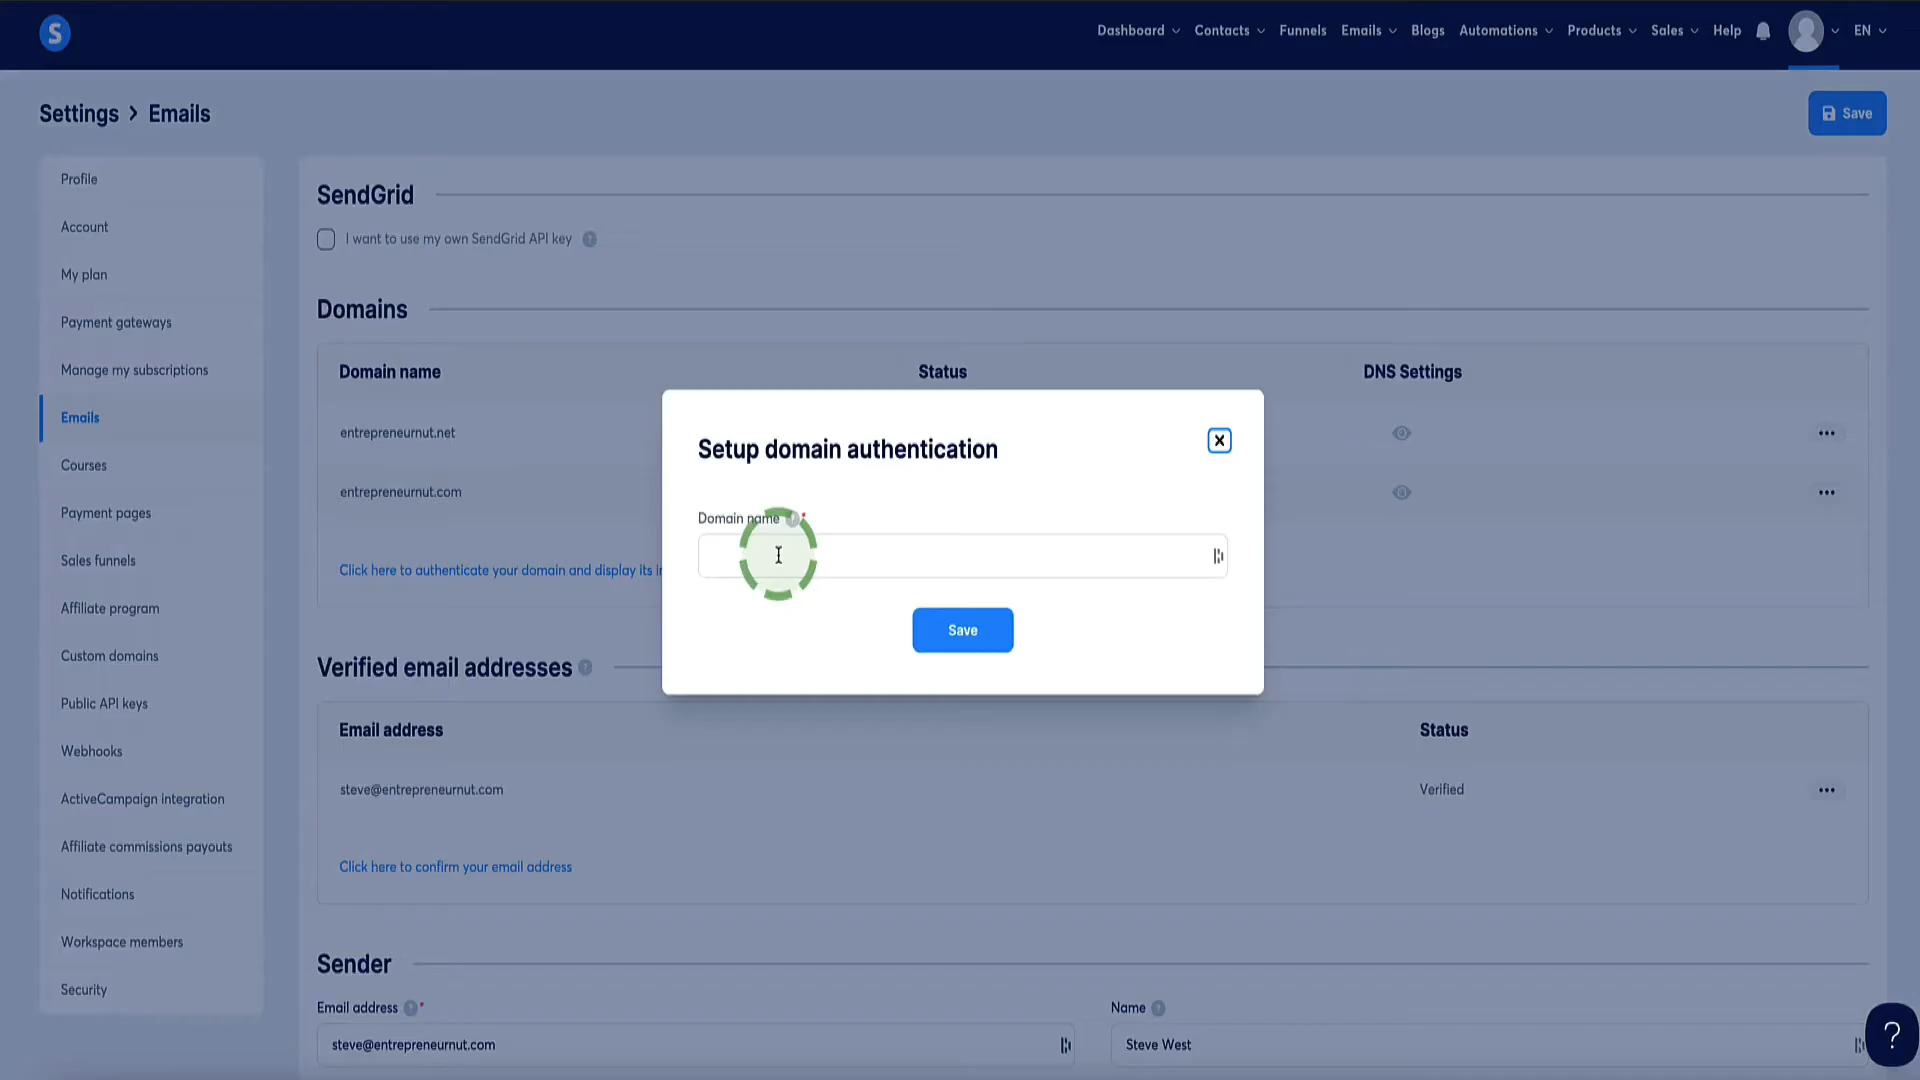 S
Dashboard Contacts Funnels Emails Blogs Automations Products Sales Help EN
Settings > Emails
Save
Profile
Account
My plan
Payment gateways
Manage my subscriptions
Emails
Courses
Payment pages
Sales funnels
Affiliate program
Custom domains
Public API keys
Webhooks
ActiveCampaign integration
Affiliate commissions payouts
Notifications
Workspace members
Security
SendGrid
I want to use my own SendGrid API key ?
Domains
Domain name Status DNS Settings
entrepreneurnut.net
entrepreneurnut.com
Click here to authenticate your domain and display its
Setup domain authentication
x
Domain name ? *
Save
Verified email addresses ?
Email address Status
steve@entrepreneurnut.com Verified
Click here to confirm your email address
Sender
Email address ? * Name ?
steve@entrepreneurnut.com Steve West
?